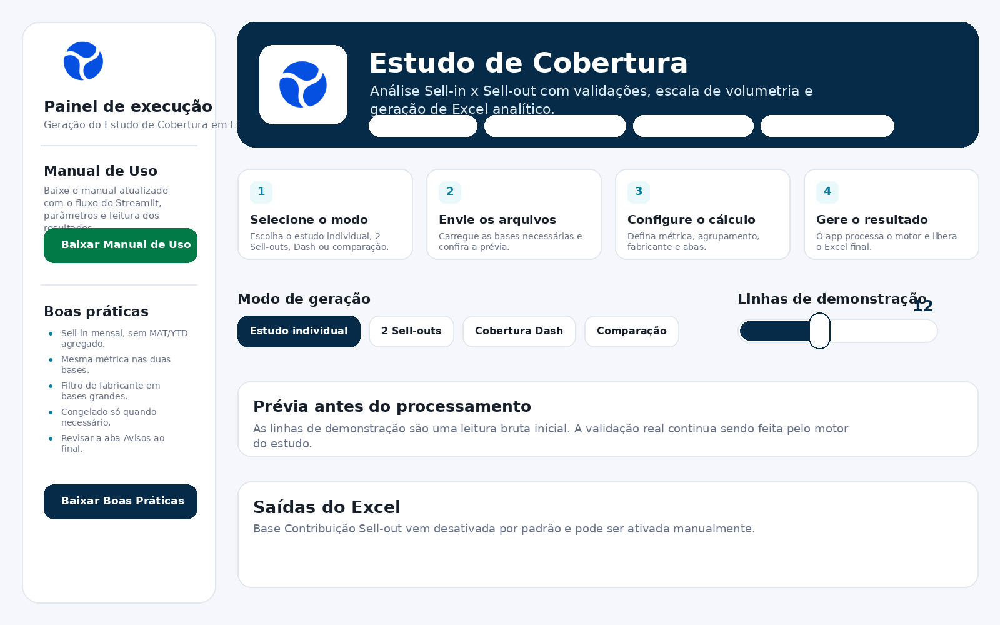 Painel de execução
Geração do Estudo de Cobertura em E
Manual de Uso
Baixe o manual atualizado
com o fluxo do Streamlit,
parâmetros e leitura dos
resultados.
Baixar Manual de Uso
Boas práticas
• Sell-in mensal, sem MAT/YTD
agregado.
• Mesma métrica nas duas
bases.
• Filtro de fabricante em
bases grandes.
• Congelado só quando
necessário.
• Revisar a aba Avisos ao
final.
Baixar Boas Práticas
Estudo de Cobertura
Análise Sell-in x Sell-out com validações, escala de volumetria e
geração de Excel analítico.
1
Selecione o modo
Escolha o estudo individual, 2
Sell-outs, Dash ou comparação.
2
Envie os arquivos
Carregue as bases necessárias e
confira a prévia.
3
Configure o cálculo
Defina métrica, agrupamento,
fabricante e abas.
4
Gere o resultado
O app processa o motor e libera
o Excel final.
Modo de geração
Estudo individual
2 Sell-outs
Cobertura Dash
Comparação
Linhas de demonstração
12
Prévia antes do processamento
As linhas de demonstração são uma leitura bruta inicial. A validação real continua sendo feita pelo motor
do estudo.
Saídas do Excel
Base Contribuição Sell-out vem desativada por padrão e pode ser ativada manualmente.